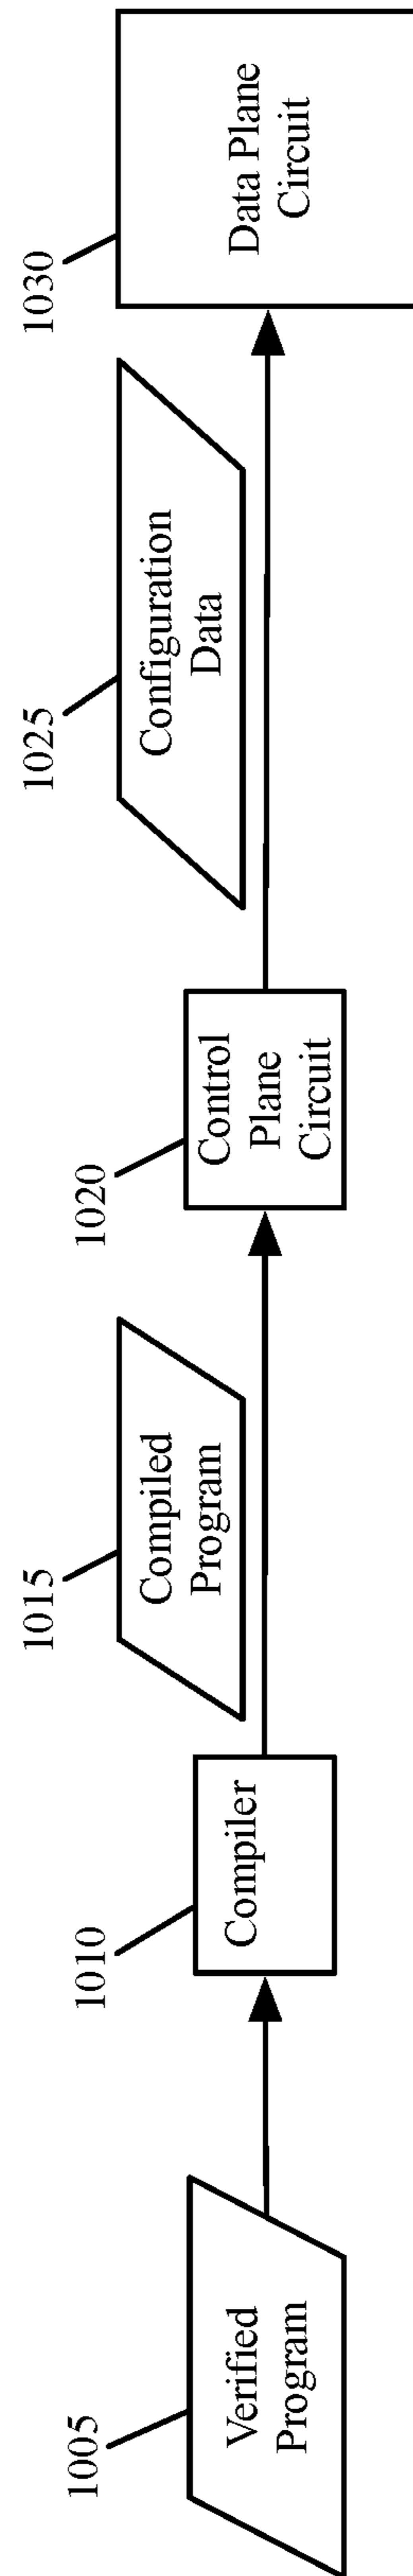 1005
Verified
Program
1010
Compiler
1015
Compiled
Program
1020
Control
Plane
Circuit
1025
Configuration
Data
1030
Data Plane
Circuit